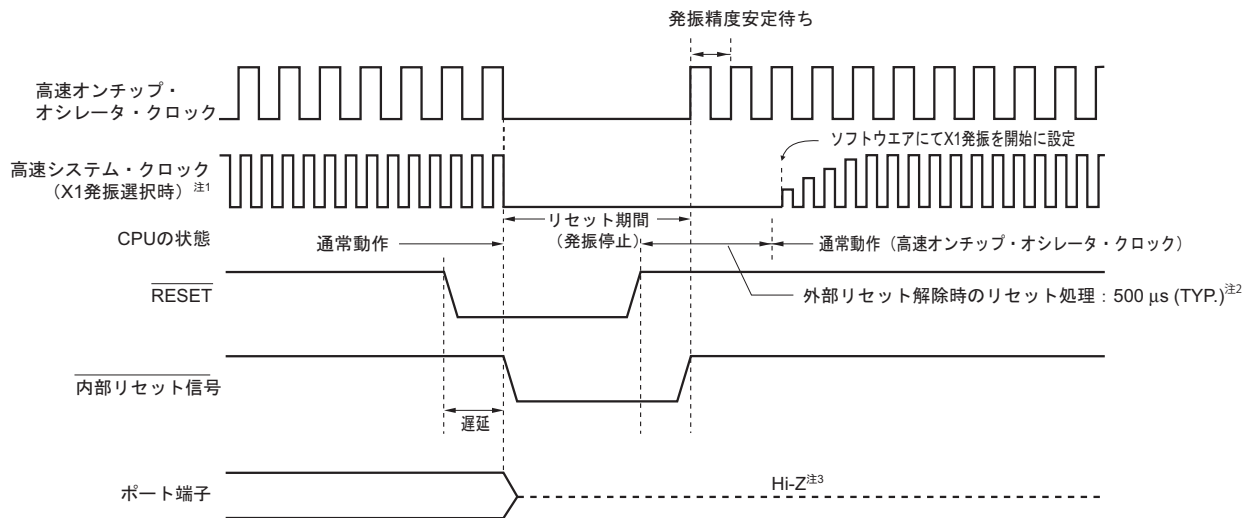 発振精度安定待ち
高速オンチップ・
オシレータ・クロック
ソフトウエアにてX1発振を開始に設定
高速システム・クロック
（X1発振選択時）注1
リセット期間
（発振停止）
CPUの状態
通常動作
通常動作（高速オンチップ・オシレータ・クロック）
RESET
外部リセット解除時のリセット処理：500 μs (TYP.)注2
内部リセット信号
遅延
ポート端子
Hi-Z注3